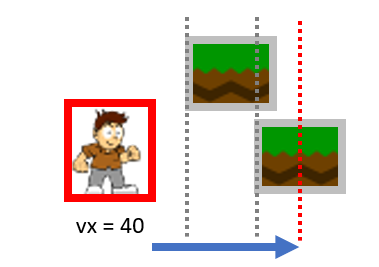 vx = 40